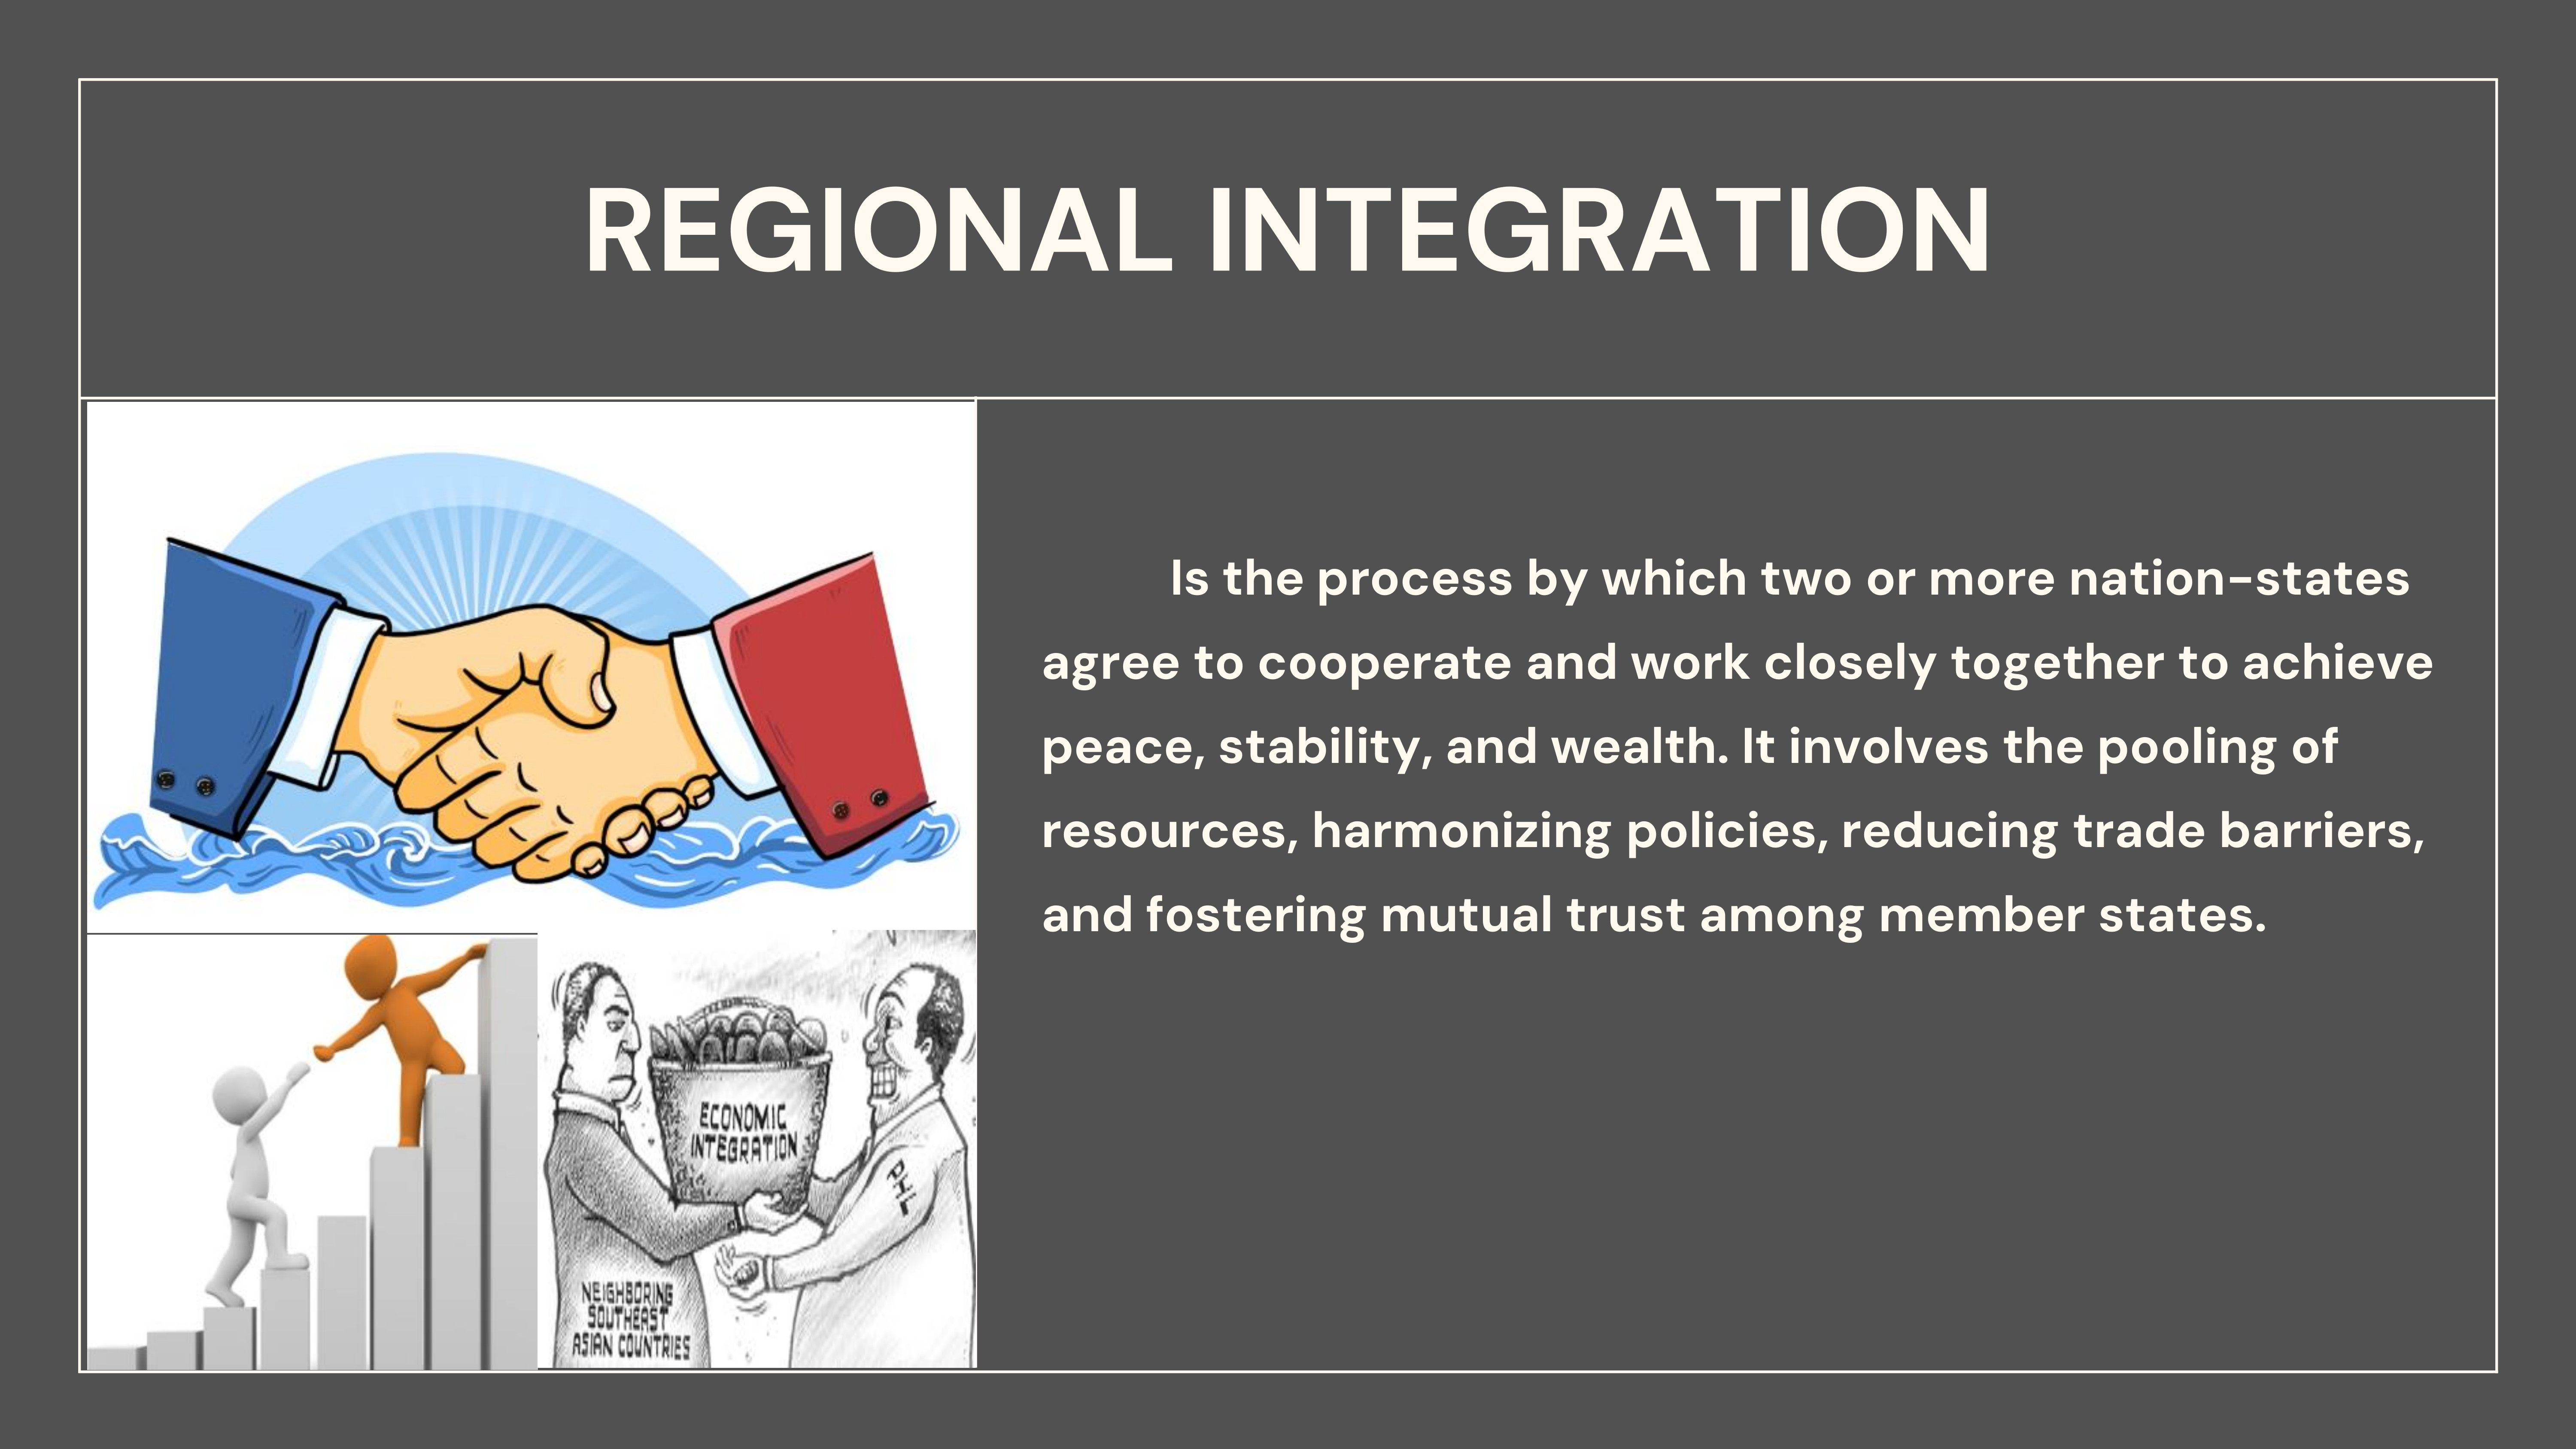 REGIONAL INTEGRATION
Is the process by which two or more nation-states
agree to cooperate and work closely together to achieve
peace, stability, and wealth. It involves the pooling of
resources, harmonizing policies, reducing trade barriers,
and fostering mutual trust among member states.
ECONOMIC
INTEGRATION
PHL
NEIGHBORING
SOUTHEAST
ASIAN COUNTRIES